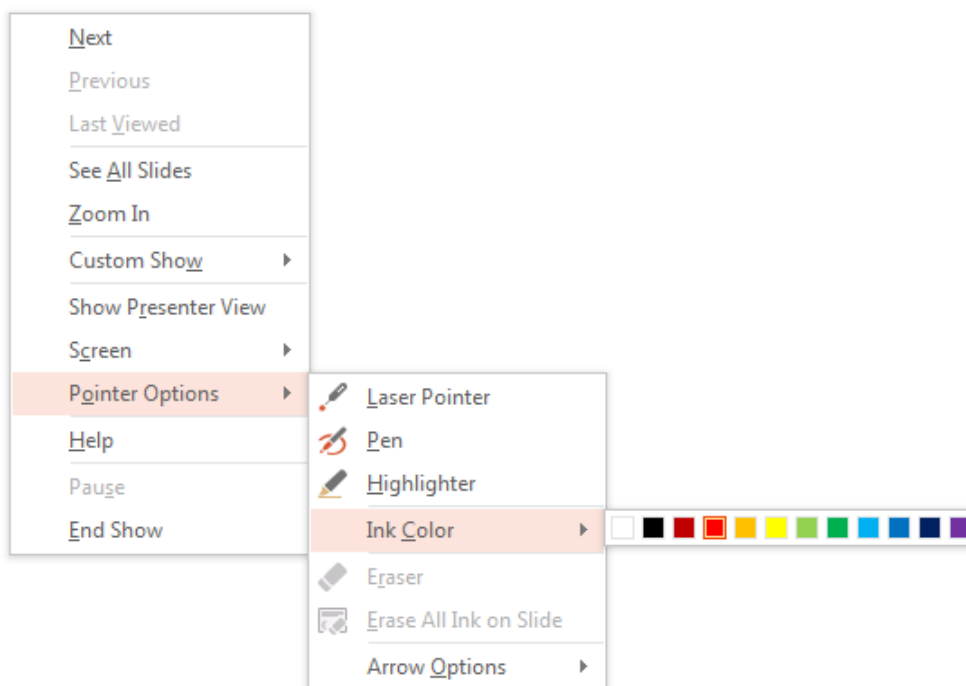 Next
Previous
Last Viewed
See All Slides
Zoom In
Custom Show
Show Presenter View
Screen
Pointer Options
Help
Pause
End Show
Laser Pointer
Pen
Highlighter
Ink Color
Eraser
Erase All Ink on Slide
Arrow Options